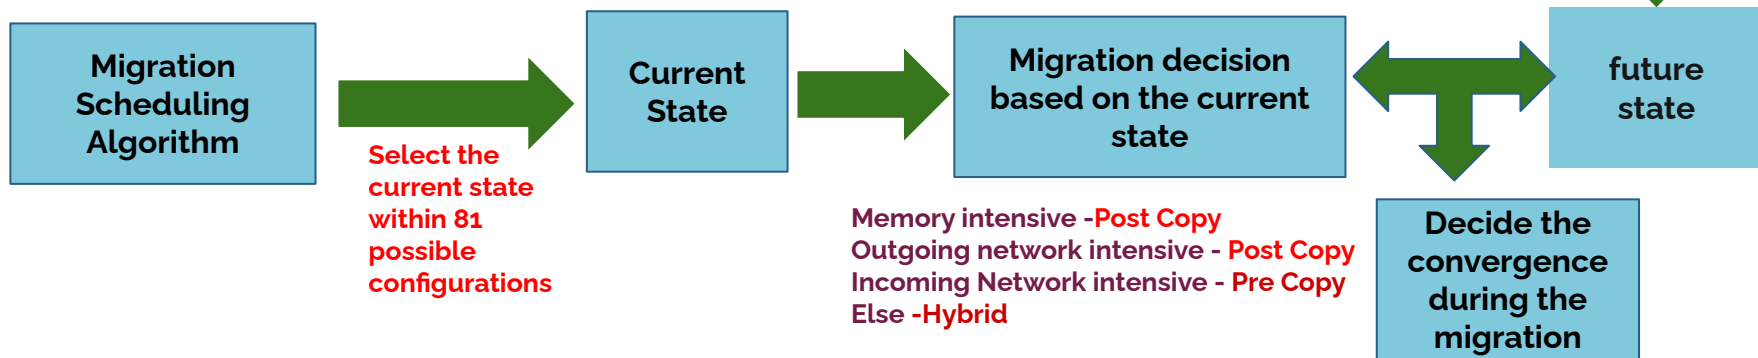 Migration
Scheduling
Algorithm
Select the
current state
within 81
possible
configurations
Current
State
Migration decision
based on the current
state
Memory intensive -Post Copy
Outgoing network intensive - Post Copy
Incoming Network intensive - Pre Copy
Else -Hybrid
future
state
Decide the
convergence
during the
migration